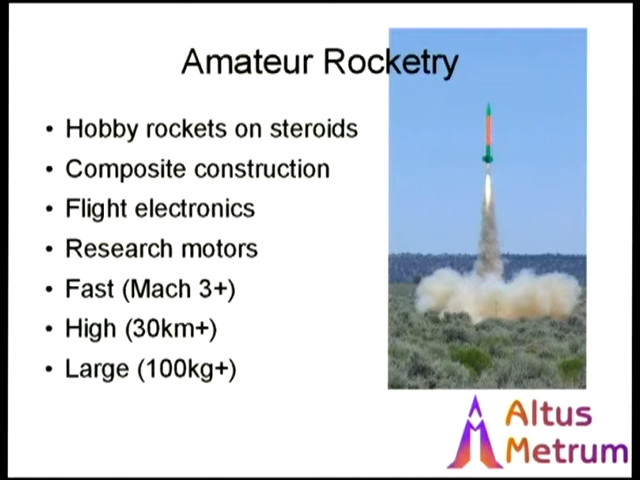 Amateur Rocketry
• Hobby rockets on steroids
• Composite construction
• Flight electronics
• Research motors
• Fast (Mach 3+)
• High (30km+)
• Large (100kg+)
Altus
Metrum